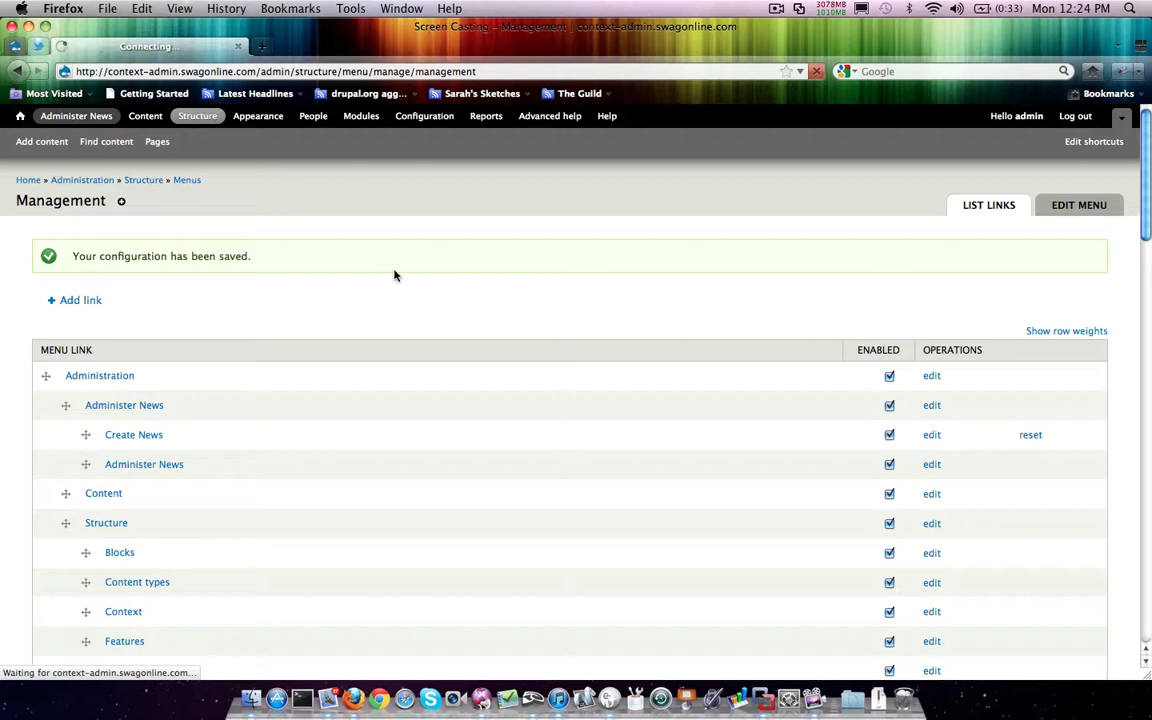 Firefox File Edit View History Bookmarks Tools Window Help 3078MB 1010MB (0:33) Mon 12:24 PM
Screen Casting - Management | context-admin.swagonline.com
Connecting...
http://context-admin.swagonline.com/admin/structure/menu/manage/management Google
Most Visited Getting Started Latest Headlines drupal.org agg... Sarah's Sketches The Guild Bookmarks
Administer News Content Structure Appearance People Modules Configuration Reports Advanced help Help Hello admin Log out
Add content Find content Pages Edit shortcuts
Home » Administration » Structure » Menus
Management LIST LINKS EDIT MENU
Your configuration has been saved.
+ Add link
Show row weights
MENU LINK ENABLED OPERATIONS
Administration edit
Administer News edit
Create News edit reset
Administer News edit
Content edit
Structure edit
Blocks edit
Content types edit
Context edit
Features edit
edit
Waiting for context-admin.swagonline.com...